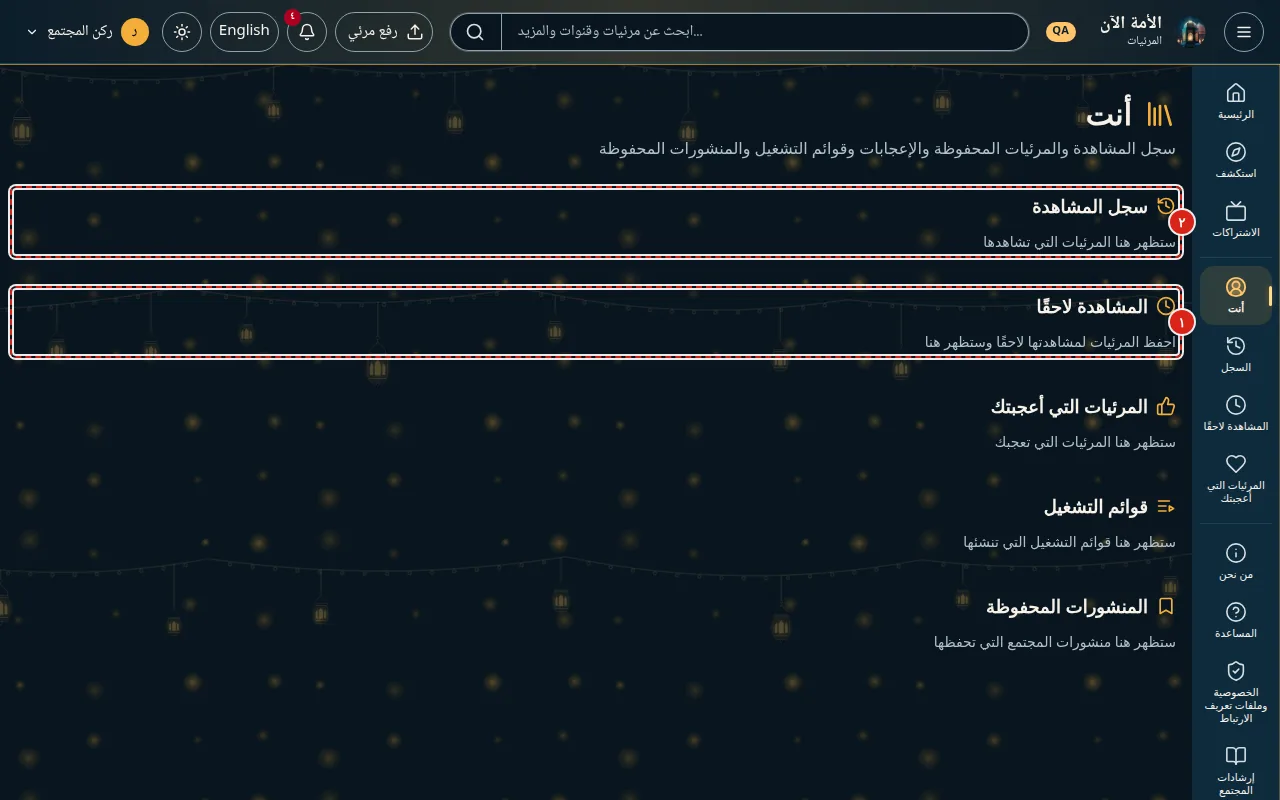 الأمة الآن
المرئيات
QA
ابحث عن مرئيات وقنوات والمزيد...
رفع مرئي
٤
English
ر
ركن المجتمع
الرئيسية
استكشف
الاشتراكات
أنت
السجل
المشاهدة لاحقًا
المرئيات التي
أعجبتك
من نحن
المساعدة
الخصوصية
وملفات تعريف
الارتباط
إرشادات
المجتمع
أنت
سجل المشاهدة والمرئيات المحفوظة والإعجابات وقوائم التشغيل والمنشورات المحفوظة
سجل المشاهدة
٢
ستظهر هنا المرئيات التي تشاهدها
المشاهدة لاحقًا
١
احفظ المرئيات لمشاهدتها لاحقًا وستظهر هنا
المرئيات التي أعجبتك
ستظهر هنا المرئيات التي تعجبك
قوائم التشغيل
ستظهر هنا قوائم التشغيل التي تنشئها
المنشورات المحفوظة
ستظهر هنا منشورات المجتمع التي تحفظها